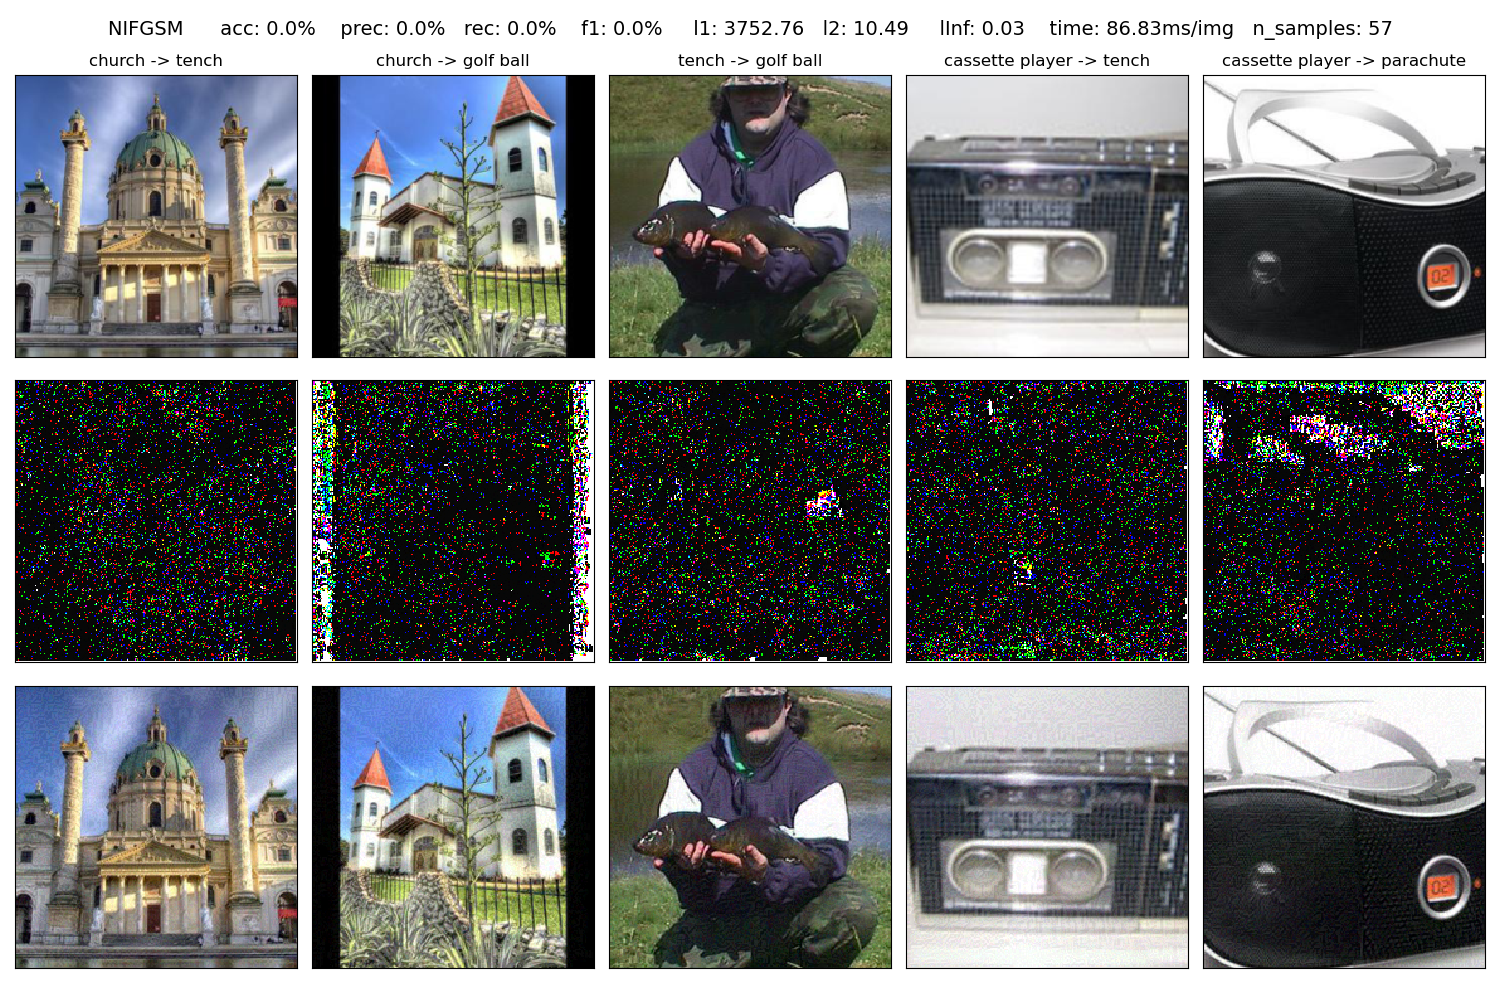 NIFGSM acc: 0.0% prec: 0.0% rec: 0.0% f1: 0.0% l1: 3752.76 l2: 10.49 lInf: 0.03 time: 86.83ms/img n_samples: 57
church -> tench
church -> golf ball
tench -> golf ball
cassette player -> tench
cassette player -> parachute
02
02